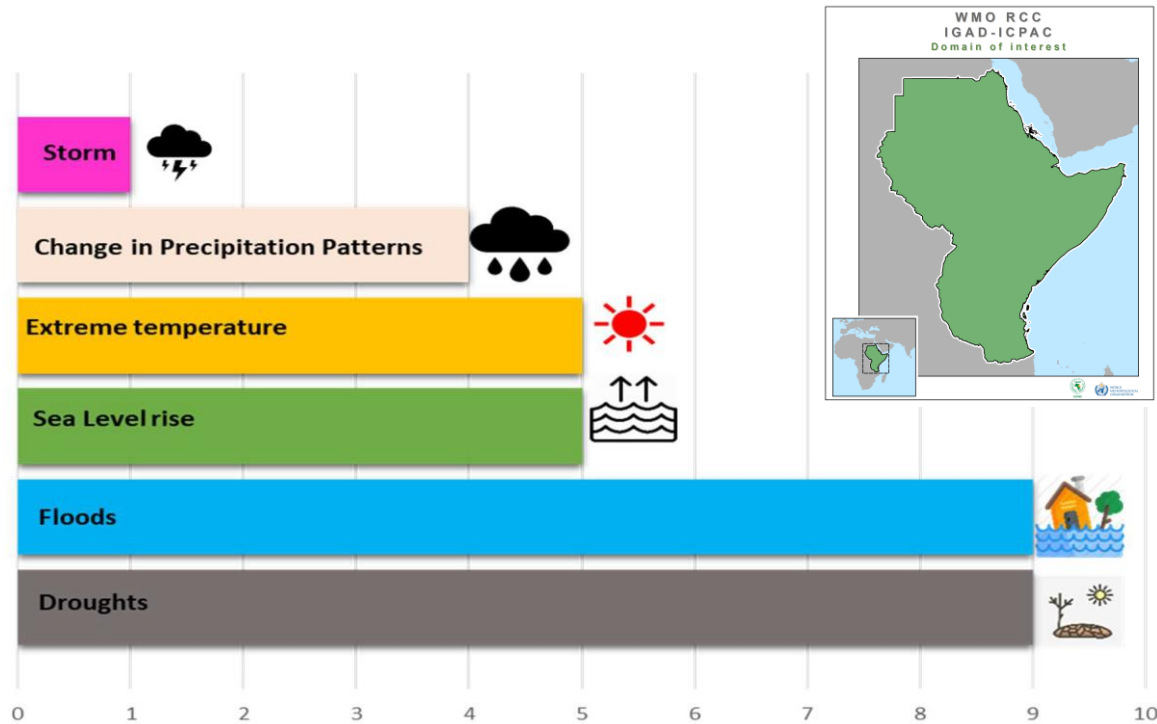 WMO RCC
IGAD-ICPAC
Domain of interest
Storm
Change in Precipitation Patterns
Extreme temperature
Sea Level rise
Floods
Droughts
0 1 2 3 4 5 6 7 8 9 10